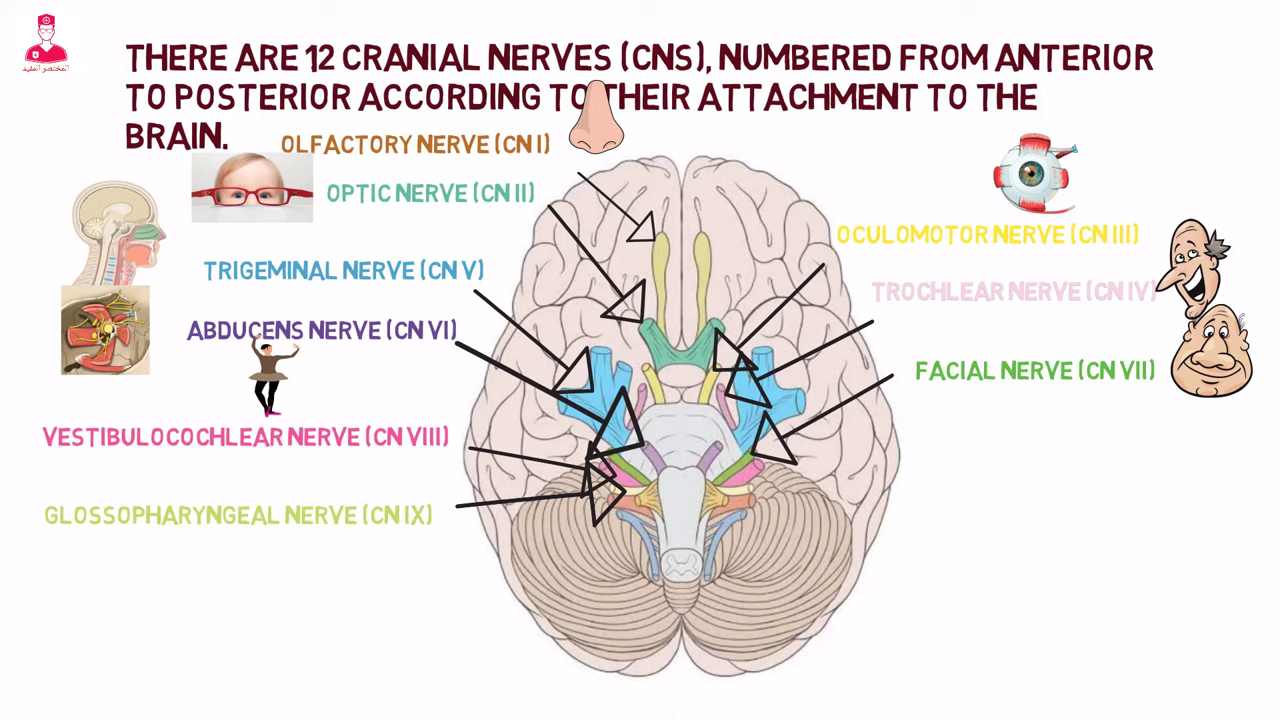 المختصر المفيد
THERE ARE 12 CRANIAL NERVES (CNS), NUMBERED FROM ANTERIOR
TO POSTERIOR ACCORDING TO THEIR ATTACHMENT TO THE
BRAIN.
OLFACTORY NERVE (CN I)
OPTIC NERVE (CN II)
OCULOMOTOR NERVE (CN III)
TRIGEMINAL NERVE (CN V)
TROCHLEAR NERVE (CN IV)
ABDUCENS NERVE (CN VI)
FACIAL NERVE (CN VII)
VESTIBULOCOCHLEAR NERVE (CN VIII)
GLOSSOPHARYNGEAL NERVE (CN IX)